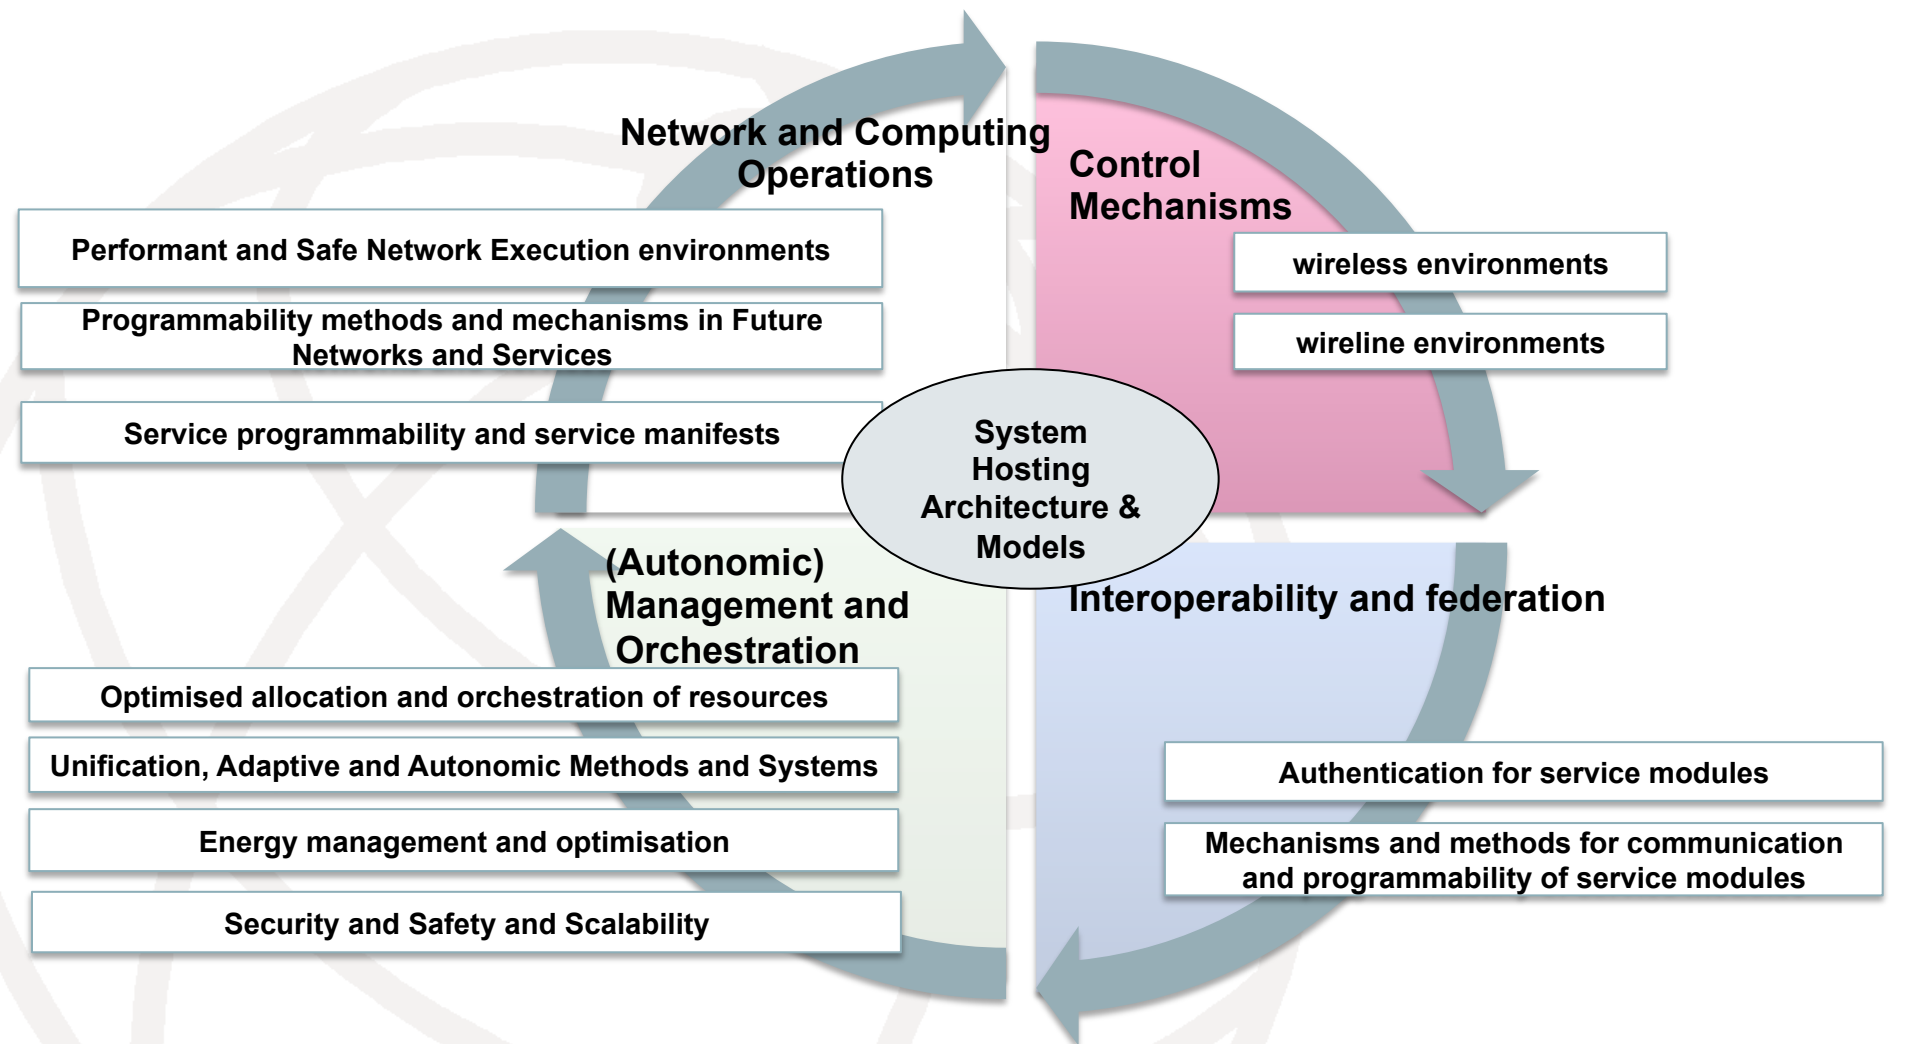 Network and Computing
Operations
Performant and Safe Network Execution environments
Programmability methods and mechanisms in Future
Networks and Services
Service programmability and service manifests
Control
Mechanisms
wireless environments
wireline environments
System
Hosting
Architecture &
Models
(Autonomic)
Management and
Orchestration
Optimised allocation and orchestration of resources
Unification, Adaptive and Autonomic Methods and Systems
Energy management and optimisation
Security and Safety and Scalability
Interoperability and federation
Authentication for service modules
Mechanisms and methods for communication
and programmability of service modules